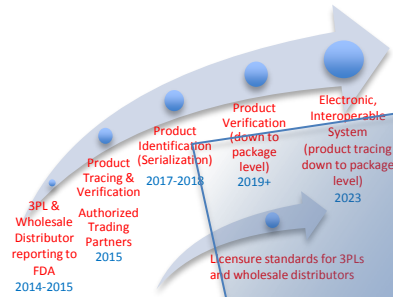 3PL &
Wholesale
Distributor
reporting to
FDA
2014-2015
Product
Tracing &
Verification
Authorized
Trading
Partners
2015
Product
Identification
(Serialization)
2017-2018
Product
Verification
(down to
package
level)
2019+
Electronic,
Interoperable
System
(product tracing
down to package
level)
2023
Licensure standards for 3PLs
and wholesale distributors